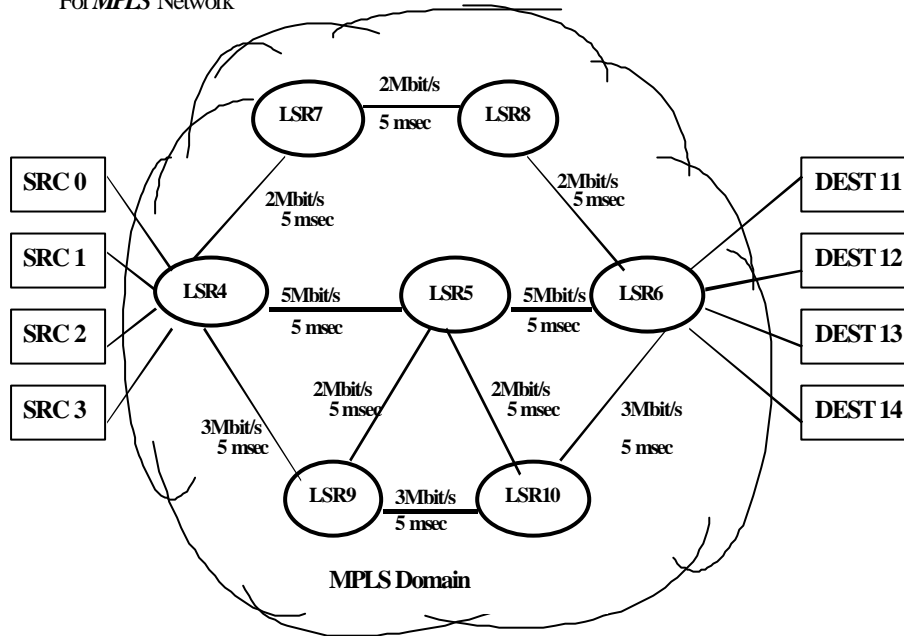 For MPLS Network
2Mbit/s
LSR7
LSR8
5 msec
SRC 0
DEST 11
2Mbit/s
5 msec
2Mbit/s
5 msec
SRC 1
DEST 12
LSR4
5Mbit/s
LSR5
5Mbit/s
LSR6
5 msec
5 msec
SRC 2
DEST 13
SRC 3
DEST 14
2Mbit/s
5 msec
2Mbit/s
5 msec
3Mbit/s
5 msec
3Mbit/s
5 msec
LSR9
3Mbit/s
LSR10
5 msec
MPLS Domain